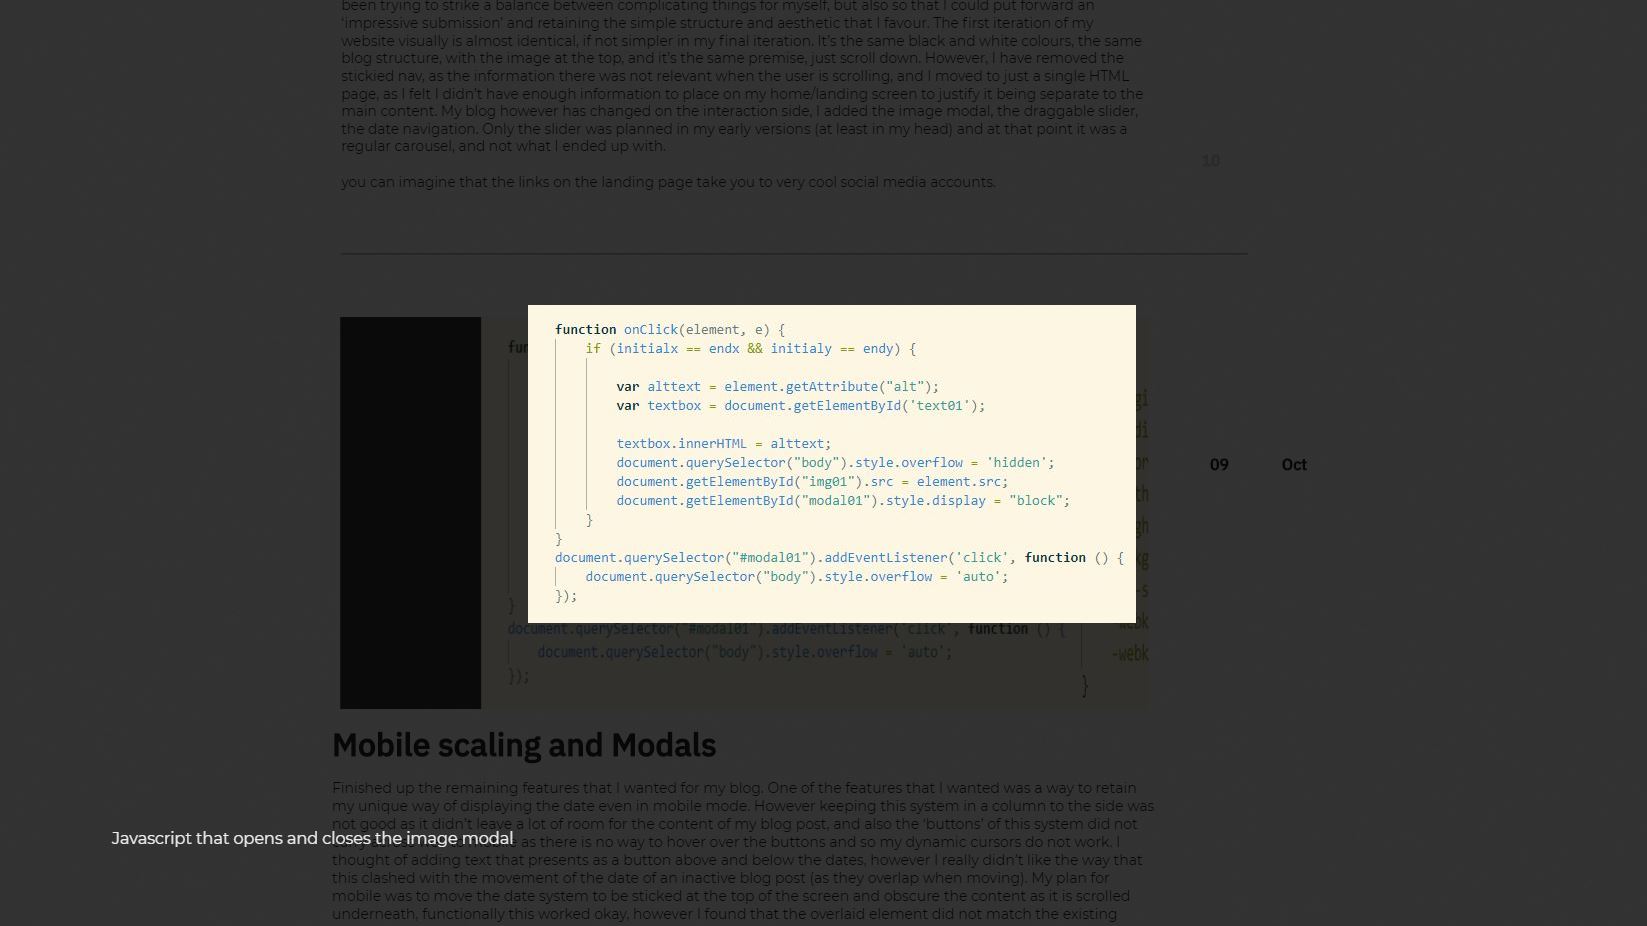 been trying to strike a balance between complicating things for myself, but also so that I could put forward an
‘impressive submission’ and retaining the simple structure and aesthetic that I favour. The first iteration of my
website visually is almost identical, if not simpler in my final iteration. It’s the same black and white colours, the same
blog structure, with the image at the top, and it’s the same premise, just scroll down. However, I have removed the
stickied nav, as the information there was not relevant when the user is scrolling, and I moved to just a single HTML
page, as I felt I didn’t have enough information to place on my home/landing screen to justify it being separate to the
main content. My blog however has changed on the interaction side, I added the image modal, the draggable slider,
the date navigation. Only the slider was planned in my early versions (at least in my head) and at that point it was a
regular carousel, and not what I ended up with.
10
you can imagine that the links on the landing page take you to very cool social media accounts.
function onClick(element, e) {
if (initialx == endx && initialy == endy) {
var alttext = element.getAttribute("alt");
var textbox = document.getElementById('text01');
textbox.innerHTML = alttext;
document.querySelector("body").style.overflow = 'hidden';
document.getElementById("img01").src = element.src;
document.getElementById("modal01").style.display = "block";
}
}
document.querySelector("#modal01").addEventListener('click', function () {
document.querySelector("body").style.overflow = 'auto';
});
09 Oct
}
document.querySelector("#modal01").addEventListener('click', function () {
document.querySelector("body").style.overflow = 'auto';
});
-webk
}
Mobile scaling and Modals
Finished up the remaining features that I wanted for my blog. One of the features that I wanted was a way to retain
my unique way of displaying the date even in mobile mode. However keeping this system in a column to the side was
not good as it didn’t leave a lot of room for the content of my blog post, and also the ‘buttons’ of this system did not
Javascript that opens and closes the image modal
as there is no way to hover over the buttons and so my dynamic cursors do not work. I
thought of adding text that presents as a button above and below the dates, however I really didn’t like the way that
this clashed with the movement of the date of an inactive blog post (as they overlap when moving). My plan for
mobile was to move the date system to be sticked at the top of the screen and obscure the content as it is scrolled
underneath, functionally this worked okay, however I found that the overlaid element did not match the existing